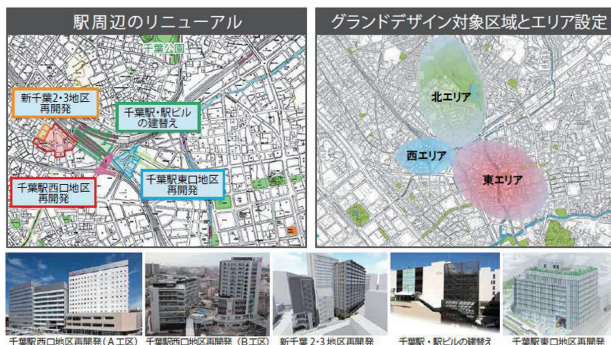 駅周辺のリニューアル
グランドデザイン対象区域とエリア設定
千葉公園
新千葉2・3地区
再開発
千葉駅・駅ビル
の建替え
千葉駅西口地区
再開発
千葉駅東口地区
再開発
北エリア
西エリア
東エリア
千葉駅西口地区再開発(A工区)
千葉駅西口地区再開発(B工区)
新千葉2・3地区再開発
千葉駅・駅ビルの建替え
千葉駅東口地区再開発